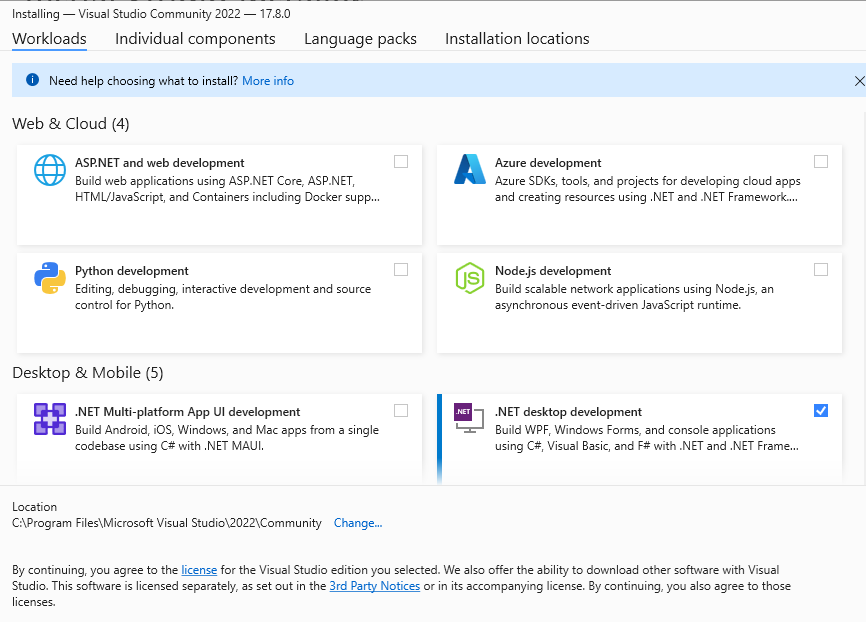 Installing — Visual Studio Community 2022 — 17.8.0
Workloads Individual components Language packs Installation locations
Need help choosing what to install? More info
Web & Cloud (4)
ASP.NET and web development
Build web applications using ASP.NET Core, ASP.NET,
HTML/JavaScript, and Containers including Docker supp...
Azure development
Azure SDKs, tools, and projects for developing cloud apps
and creating resources using .NET and .NET Framework....
Python development
Editing, debugging, interactive development and source
control for Python.
JS
Node.js development
Build scalable network applications using Node.js, an
asynchronous event-driven JavaScript runtime.
Desktop & Mobile (5)
.NET Multi-platform App UI development
Build Android, iOS, Windows, and Mac apps from a single
codebase using C# with .NET MAUI.
.NET
.NET desktop development
Build WPF, Windows Forms, and console applications
using C#, Visual Basic, and F# with .NET and .NET Frame...
Location
C:\Program Files\Microsoft Visual Studio\2022\Community Change...
By continuing, you agree to the license for the Visual Studio edition you selected. We also offer the ability to download other software with Visual
Studio. This software is licensed separately, as set out in the 3rd Party Notices or in its accompanying license. By continuing, you also agree to those
licenses.